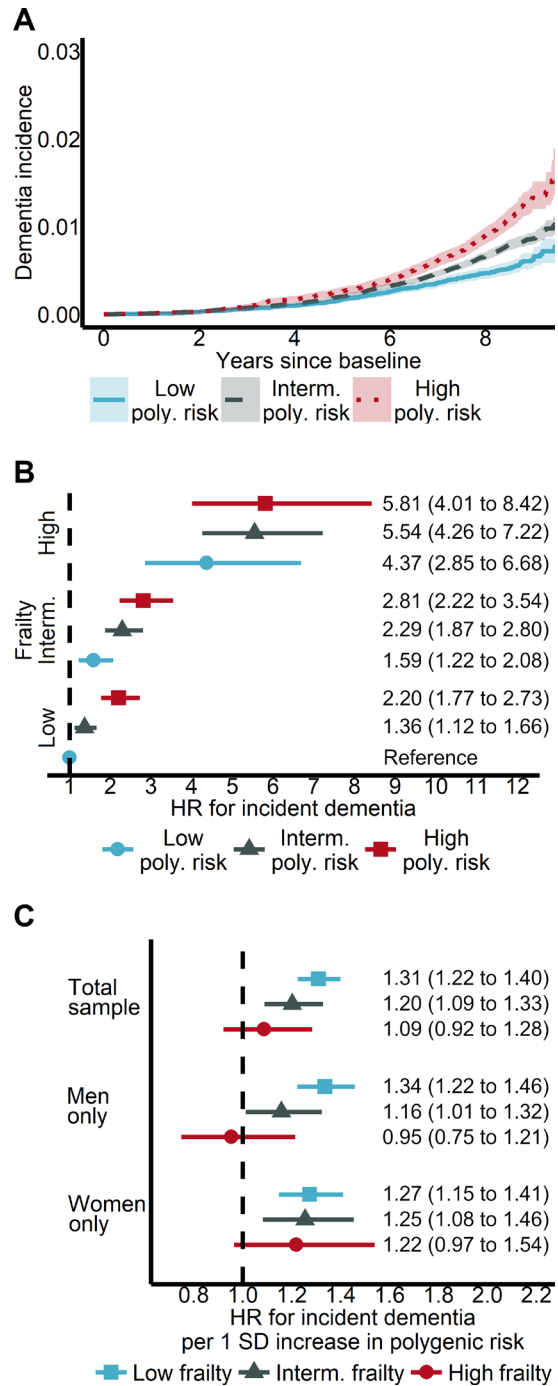 A
0.03
0.02
0.01
0.00
Dementia incidence
0 2 4 6 8
Years since baseline
Low poly. risk
Interm. poly. risk
High poly. risk
B
Frailty
High
5.81 (4.01 to 8.42)
5.54 (4.26 to 7.22)
4.37 (2.85 to 6.68)
Interm.
2.81 (2.22 to 3.54)
2.29 (1.87 to 2.80)
1.59 (1.22 to 2.08)
Low
2.20 (1.77 to 2.73)
1.36 (1.12 to 1.66)
Reference
1 2 3 4 5 6 7 8 9 10 11 12
HR for incident dementia
Low poly. risk
Interm. poly. risk
High poly. risk
C
Total sample
1.31 (1.22 to 1.40)
1.20 (1.09 to 1.33)
1.09 (0.92 to 1.28)
Men only
1.34 (1.22 to 1.46)
1.16 (1.01 to 1.32)
0.95 (0.75 to 1.21)
Women only
1.27 (1.15 to 1.41)
1.25 (1.08 to 1.46)
1.22 (0.97 to 1.54)
0.8 1.0 1.2 1.4 1.6 1.8 2.0 2.2
HR for incident dementia
per 1 SD increase in polygenic risk
Low frailty Interm. frailty High frailty